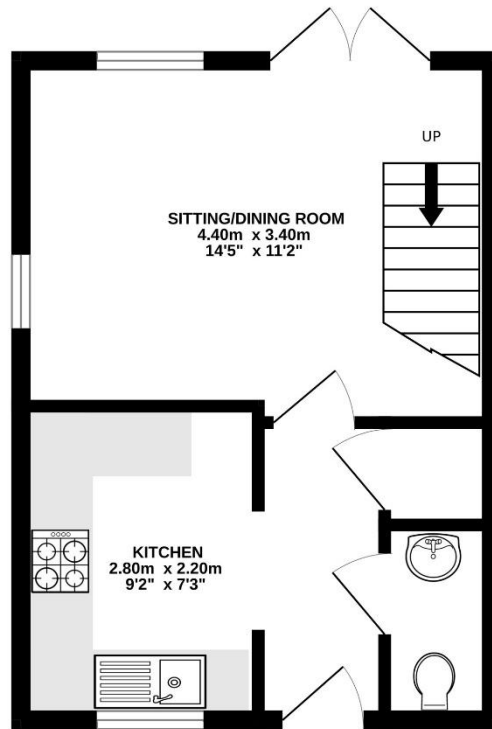 UP
SITTING/DINING ROOM
4.40m x 3.40m
14'5" x 11'2"
KITCHEN
2.80m x 2.20m
9'2" x 7'3"